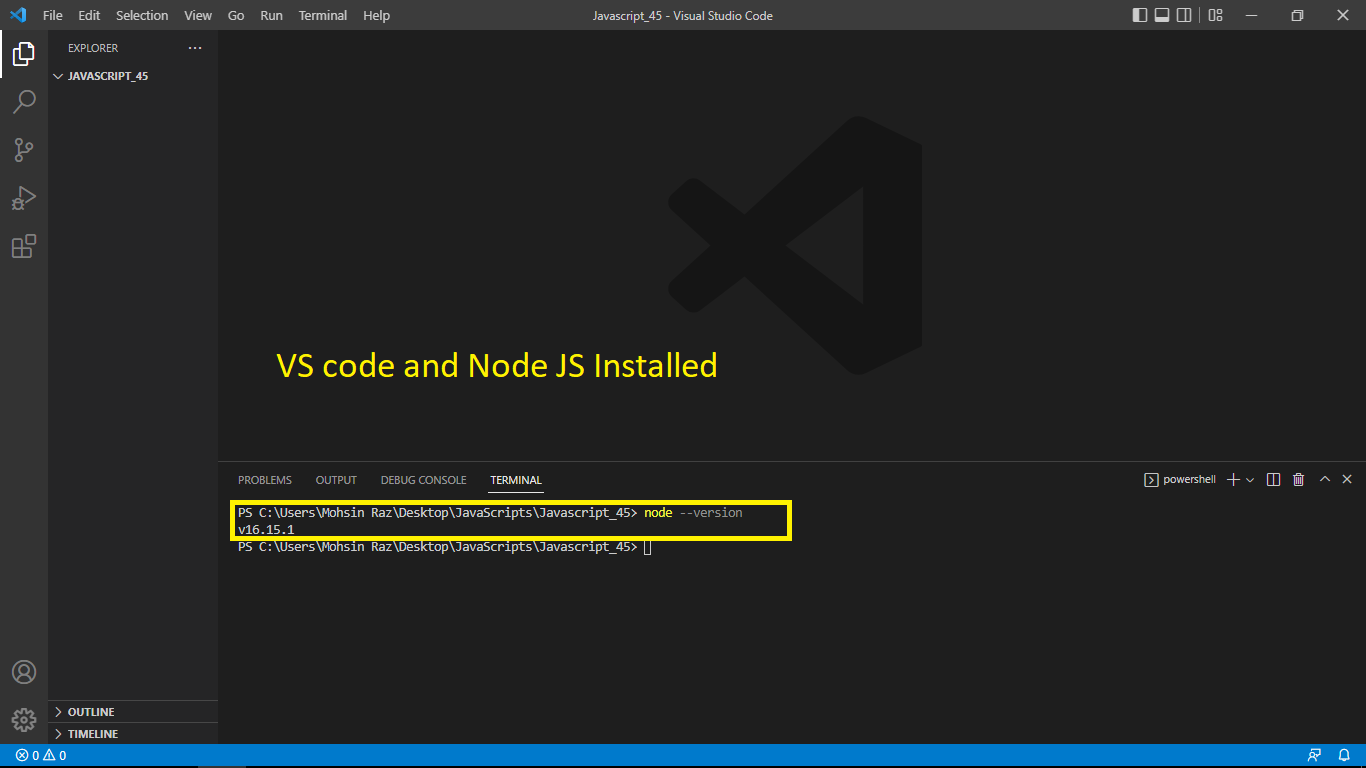 File Edit Selection View Go Run Terminal Help
Javascript_45 - Visual Studio Code
EXPLORER
JAVASCRIPT_45
VS code and Node JS Installed
PROBLEMS OUTPUT DEBUG CONSOLE TERMINAL
powershell
PS C:\Users\Mohsin Raz\Desktop\JavaScripts\Javascript_45> node --version
v16.15.1
PS C:\Users\Mohsin Raz\Desktop\JavaScripts\Javascript_45>
OUTLINE
TIMELINE
0 0